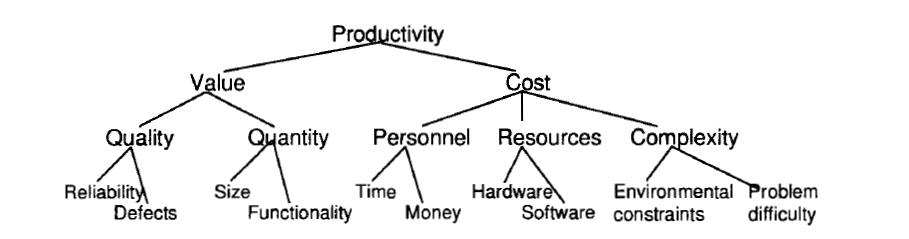 Productivity
Value Cost
Quality Quantity Personnel Resources Complexity
Reliability Size Time Hardware Environmental Problem
Defects Functionality Money Software constraints difficulty